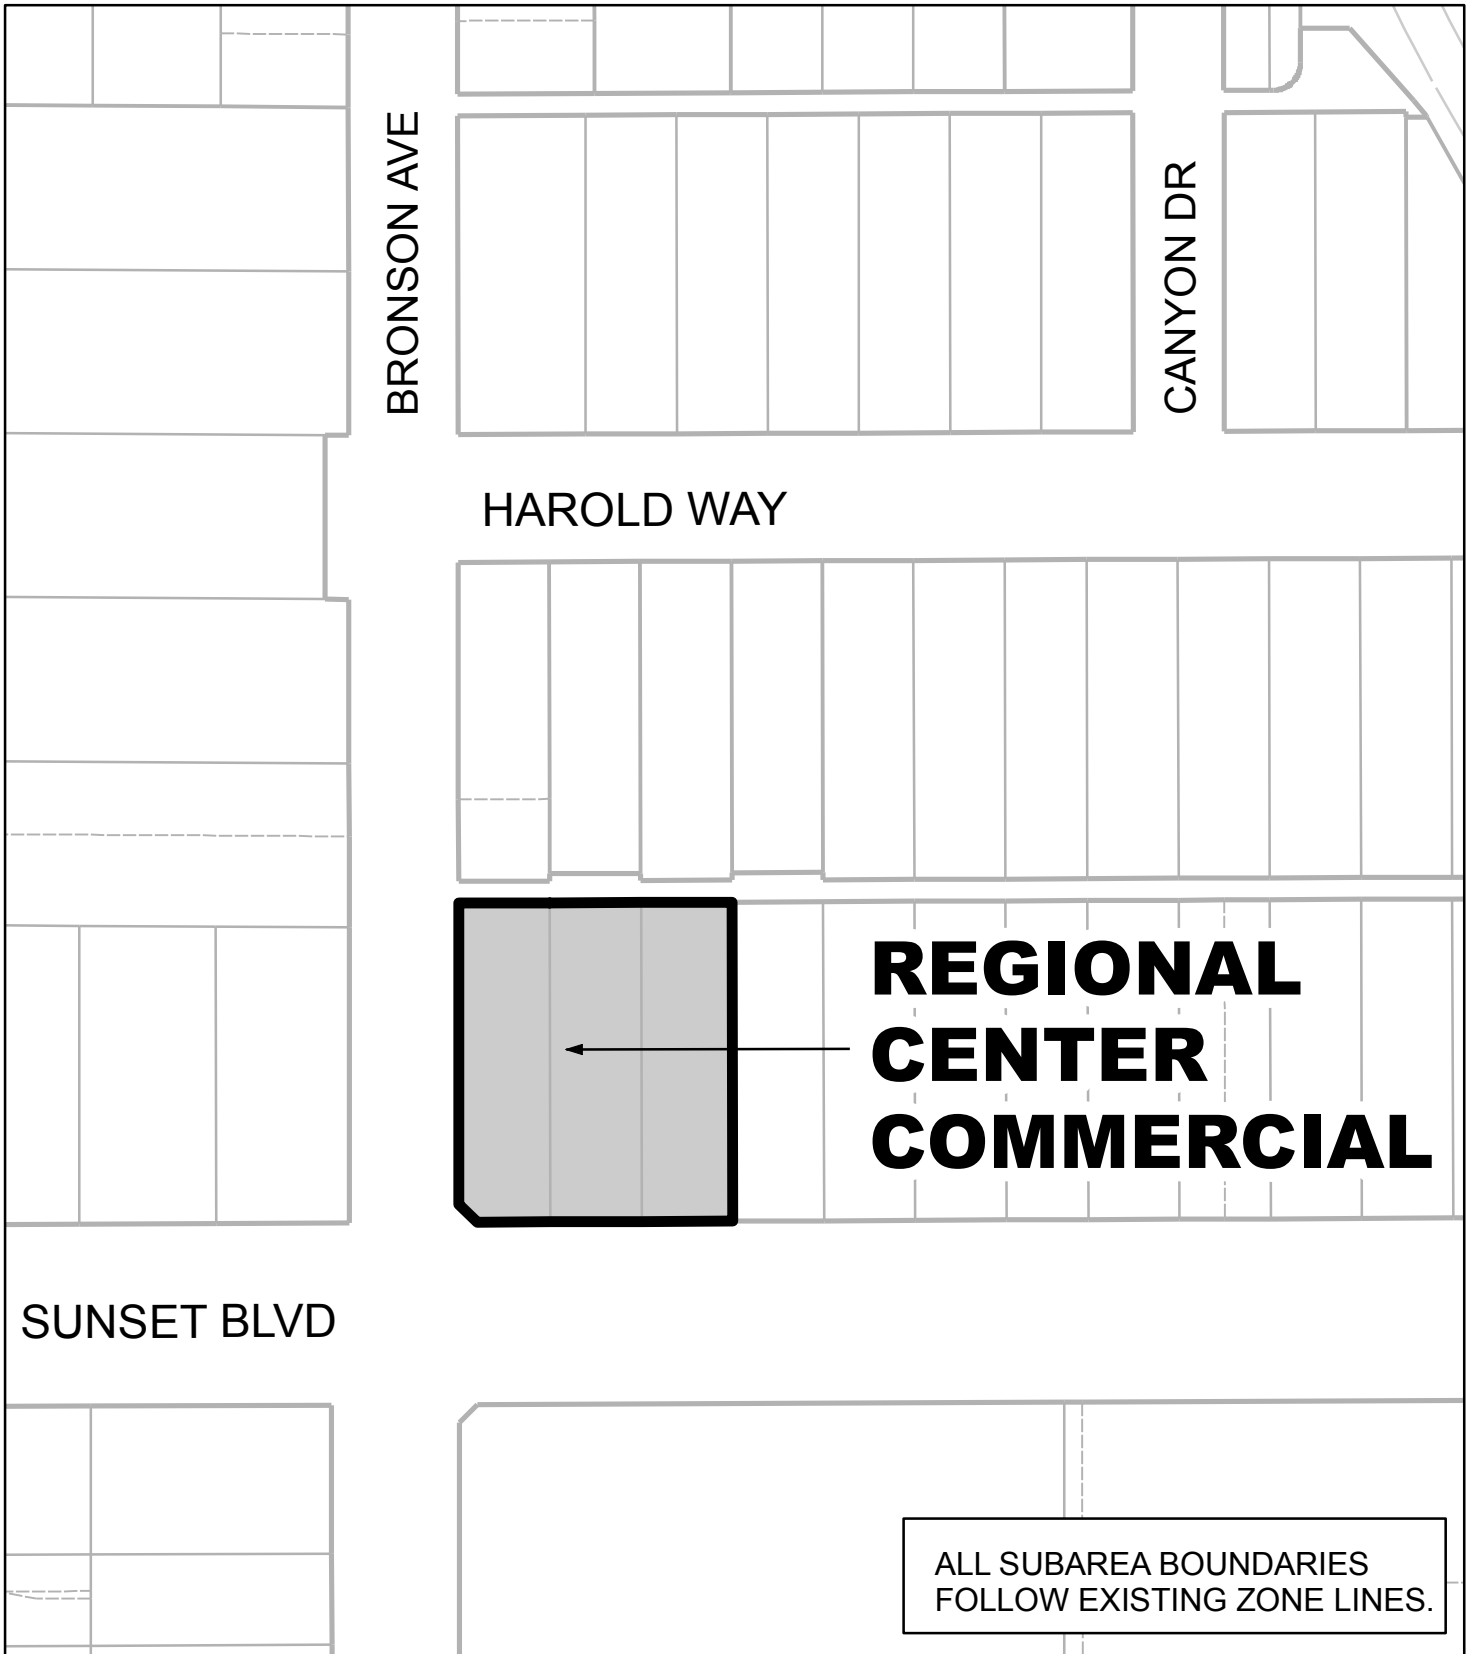 BRONSON AVE
CANYON DR
HAROLD WAY
REGIONAL
CENTER
COMMERCIAL
SUNSET BLVD
ALL SUBAREA BOUNDARIES
FOLLOW EXISTING ZONE LINES.